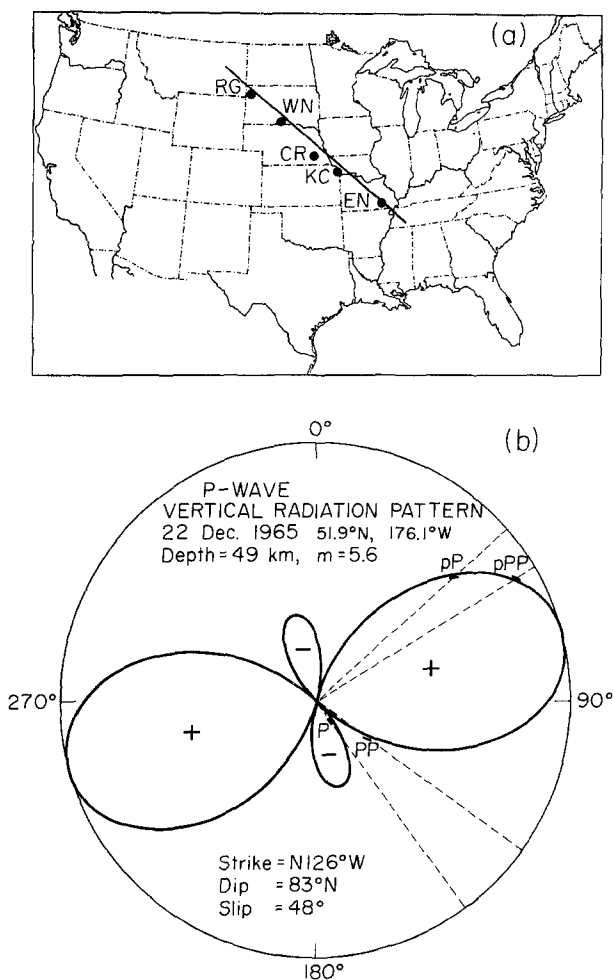 (a)
RG
WN
CR
KC
EN
(b)
0°
P-WAVE
VERTICAL RADIATION PATTERN
22 Dec. 1965 51.9°N, 176.1°W
Depth=49 km, m=5.6
pP
pPP
−
+
270°
90°
+
P
PP
−
Strike = N126°W
Dip = 83°N
Slip = 48°
180°